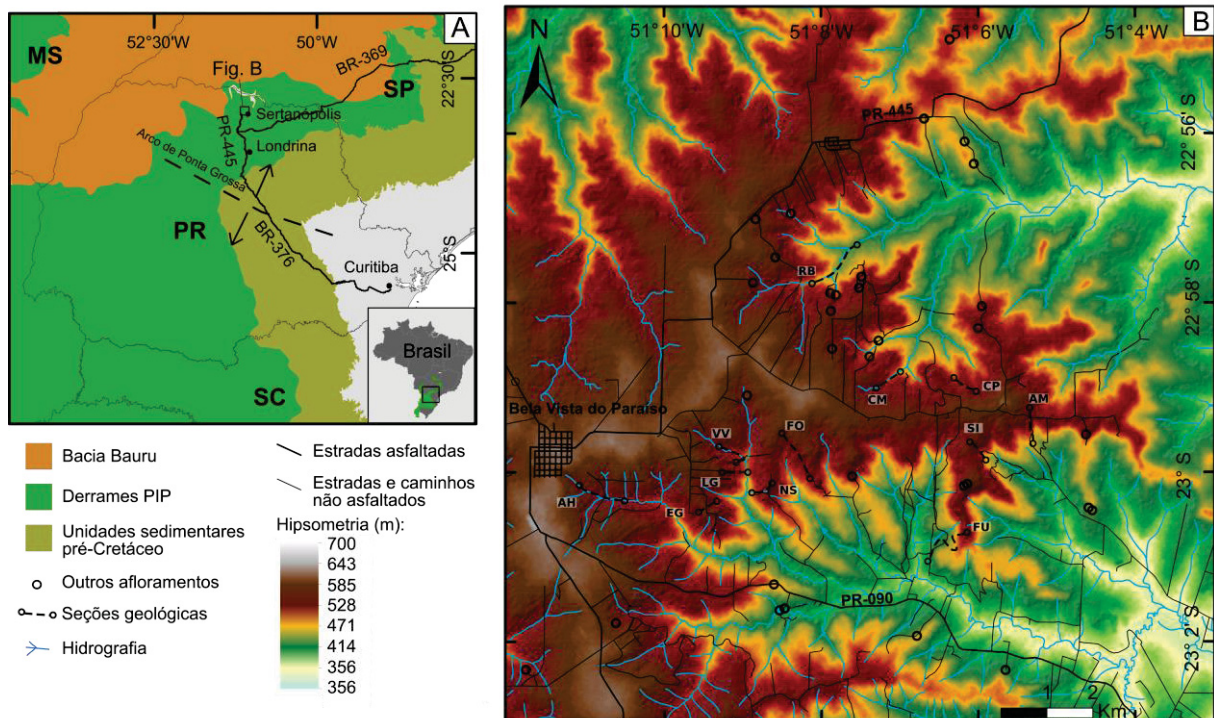 A
52°30'W
50°W
MS
Fig. B
BR-369
SP
22°30'S
Sertanópolis
PR-445
Londrina
Arco de Ponta Grossa
PR
BR-376
25°S
Curitiba
SC
Brasil
Bacia Bauru
Derrames PIP
Unidades sedimentares
pré-Cretáceo
Outros afloramentos
Seções geológicas
Hidrografia
Estradas asfaltadas
Estradas e caminhos
não asfaltados
Hipsometria (m):
700
643
585
528
471
414
356
356
B
N
51°10'W
51°8'W
51°6'W
51°4'W
PR-445
22°56'S
RB
22°58'S
CM
CP
AM
Bela Vista do Paraíso
VV
FO
SI
23°S
LG
NS
AH
EG
FU
PR-090
23°2'S
1 2
Km